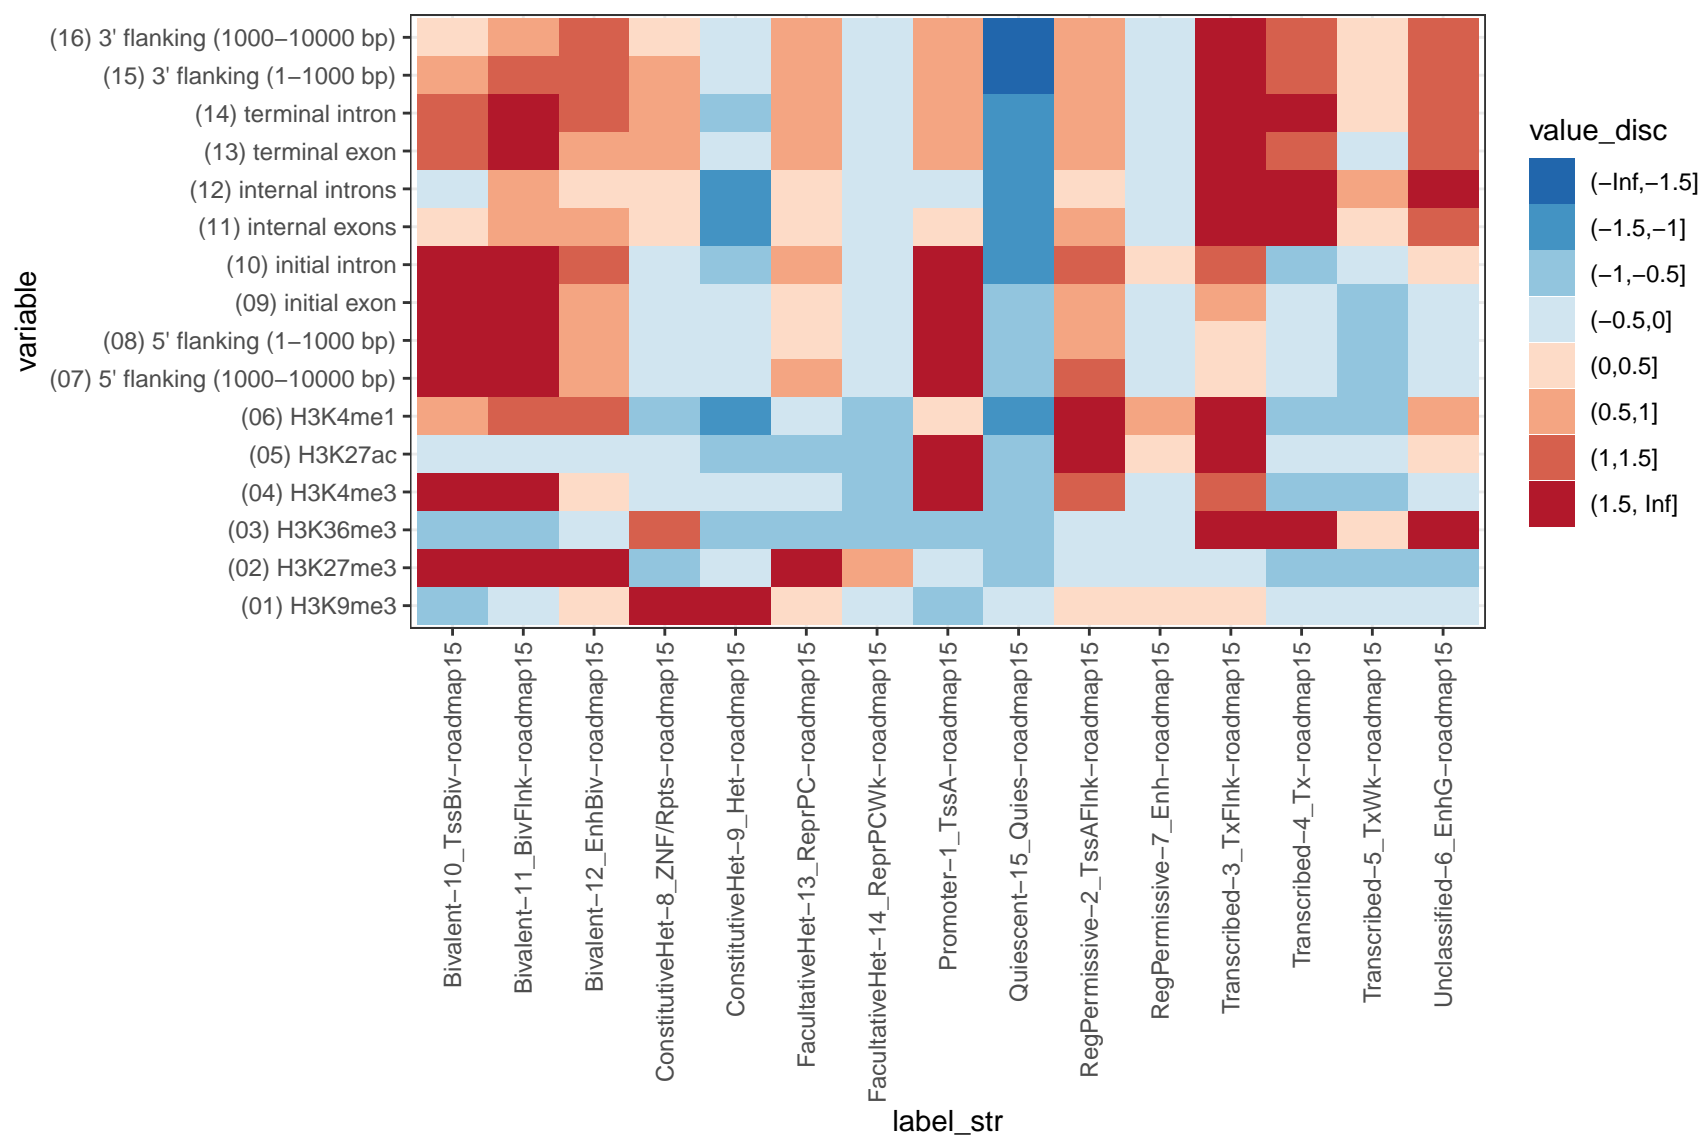 (16) 3' flanking (1000−10000 bp)
(15) 3' flanking (1−1000 bp)
(14) terminal intron
(13) terminal exon
(12) internal introns
(11) internal exons
(10) initial intron
(09) initial exon
(08) 5' flanking (1−1000 bp)
(07) 5' flanking (1000−10000 bp)
(06) H3K4me1
(05) H3K27ac
(04) H3K4me3
(03) H3K36me3
(02) H3K27me3
(01) H3K9me3
variable
Bivalent−10_TssBiv−roadmap15
Bivalent−11_BivFlnk−roadmap15
Bivalent−12_EnhBiv−roadmap15
ConstitutiveHet−8_ZNF/Rpts−roadmap15
ConstitutiveHet−9_Het−roadmap15
FacultativeHet−13_ReprPC−roadmap15
FacultativeHet−14_ReprPCWk−roadmap15
Promoter−1_TssA−roadmap15
Quiescent−15_Quies−roadmap15
RegPermissive−2_TssAFlnk−roadmap15
RegPermissive−7_Enh−roadmap15
Transcribed−3_TxFlnk−roadmap15
Transcribed−4_Tx−roadmap15
Transcribed−5_TxWk−roadmap15
Unclassified−6_EnhG−roadmap15
label_str
value_disc
(−Inf,−1.5]
(−1.5,−1]
(−1,−0.5]
(−0.5,0]
(0,0.5]
(0.5,1]
(1,1.5]
(1.5, Inf]